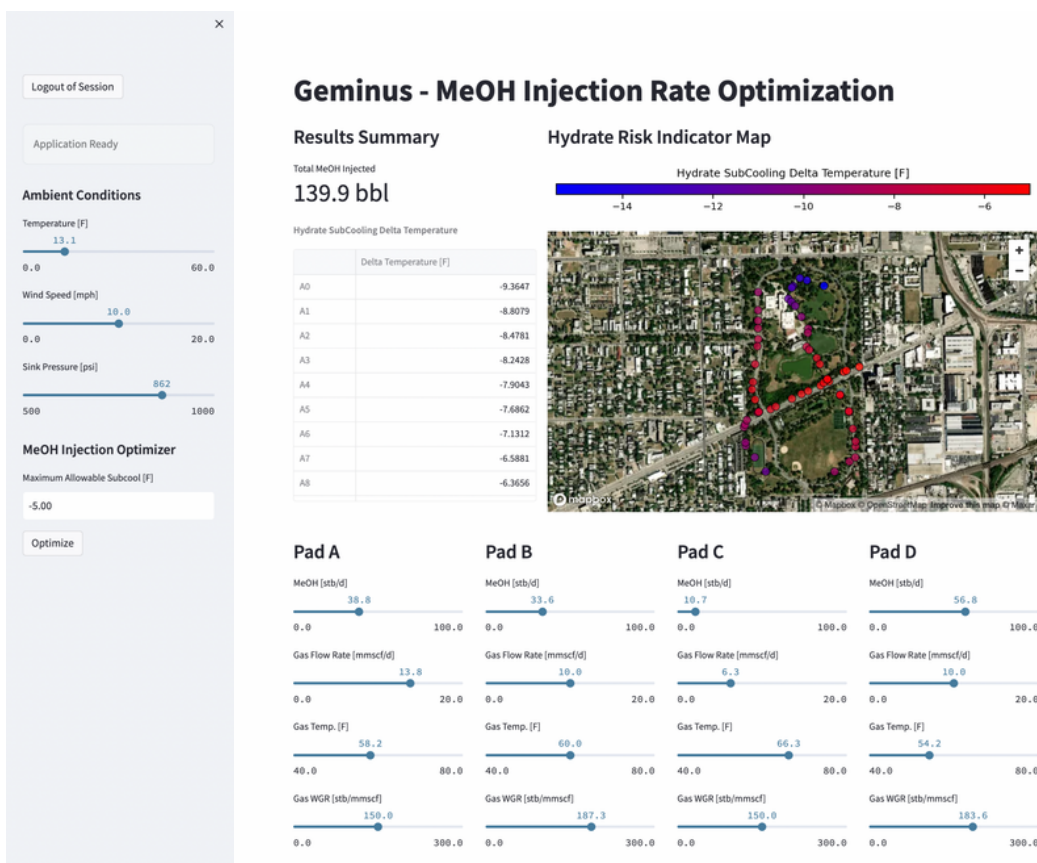 ×
Logout of Session
Application Ready
Ambient Conditions
Temperature [F]
13.1
0.0 60.0
Wind Speed [mph]
10.0
0.0 20.0
Sink Pressure [psi]
862
500 1000
MeOH Injection Optimizer
Maximum Allowable Subcool [F]
-5.00
Optimize
Geminus - MeOH Injection Rate Optimization
Results Summary
Total MeOH Injected
139.9 bbl
Hydrate SubCooling Delta Temperature
Delta Temperature [F]
A0 -9.3647
A1 -8.8079
A2 -8.4781
A3 -8.2428
A4 -7.9043
A5 -7.6862
A6 -7.1312
A7 -6.5881
A8 -6.3656
Hydrate Risk Indicator Map
Hydrate SubCooling Delta Temperature [F]
−14 −12 −10 −8 −6
+
−
mapbox
© Mapbox © OpenStreetMap Improve this map © Maxar
Pad A
MeOH [stb/d]
38.8
0.0 100.0
Gas Flow Rate [mmscf/d]
13.8
0.0 20.0
Gas Temp. [F]
58.2
40.0 80.0
Gas WGR [stb/mmscf]
150.0
0.0 300.0
Pad B
MeOH [stb/d]
33.6
0.0 100.0
Gas Flow Rate [mmscf/d]
10.0
0.0 20.0
Gas Temp. [F]
60.0
40.0 80.0
Gas WGR [stb/mmscf]
187.3
0.0 300.0
Pad C
MeOH [stb/d]
10.7
0.0 100.0
Gas Flow Rate [mmscf/d]
6.3
0.0 20.0
Gas Temp. [F]
66.3
40.0 80.0
Gas WGR [stb/mmscf]
150.0
0.0 300.0
Pad D
MeOH [stb/d]
56.8
0.0 100.0
Gas Flow Rate [mmscf/d]
10.0
0.0 20.0
Gas Temp. [F]
54.2
40.0 80.0
Gas WGR [stb/mmscf]
183.6
0.0 300.0